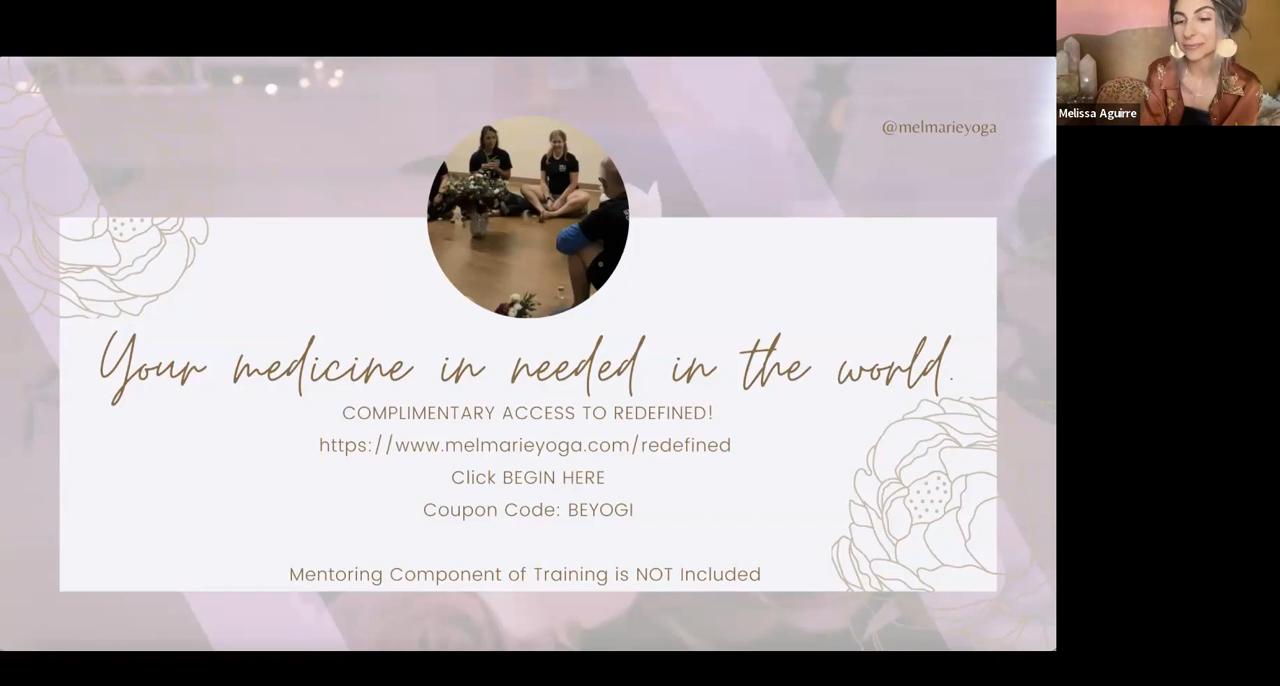 @melmarieyoga
Melissa Aguirre
Your medicine in needed in the world.
COMPLIMENTARY ACCESS TO REDEFINED!
https://www.melmarieyoga.com/redefined
Click BEGIN HERE
Coupon Code: BEYOGI
Mentoring Component of Training is NOT Included